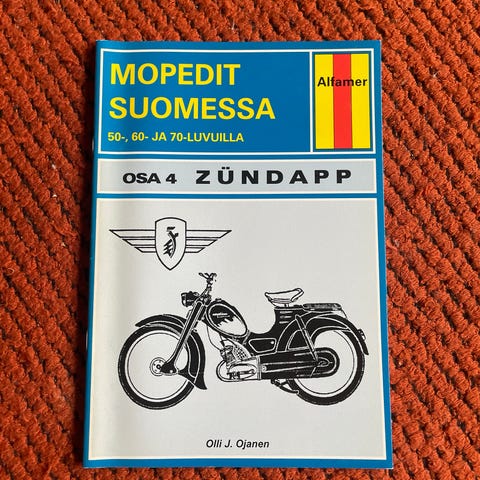 MOPEDIT
SUOMESSA
50-, 60- JA 70-LUVUILLA
Alfamer
OSA 4 ZÜNDAPP
Olli J. Ojanen